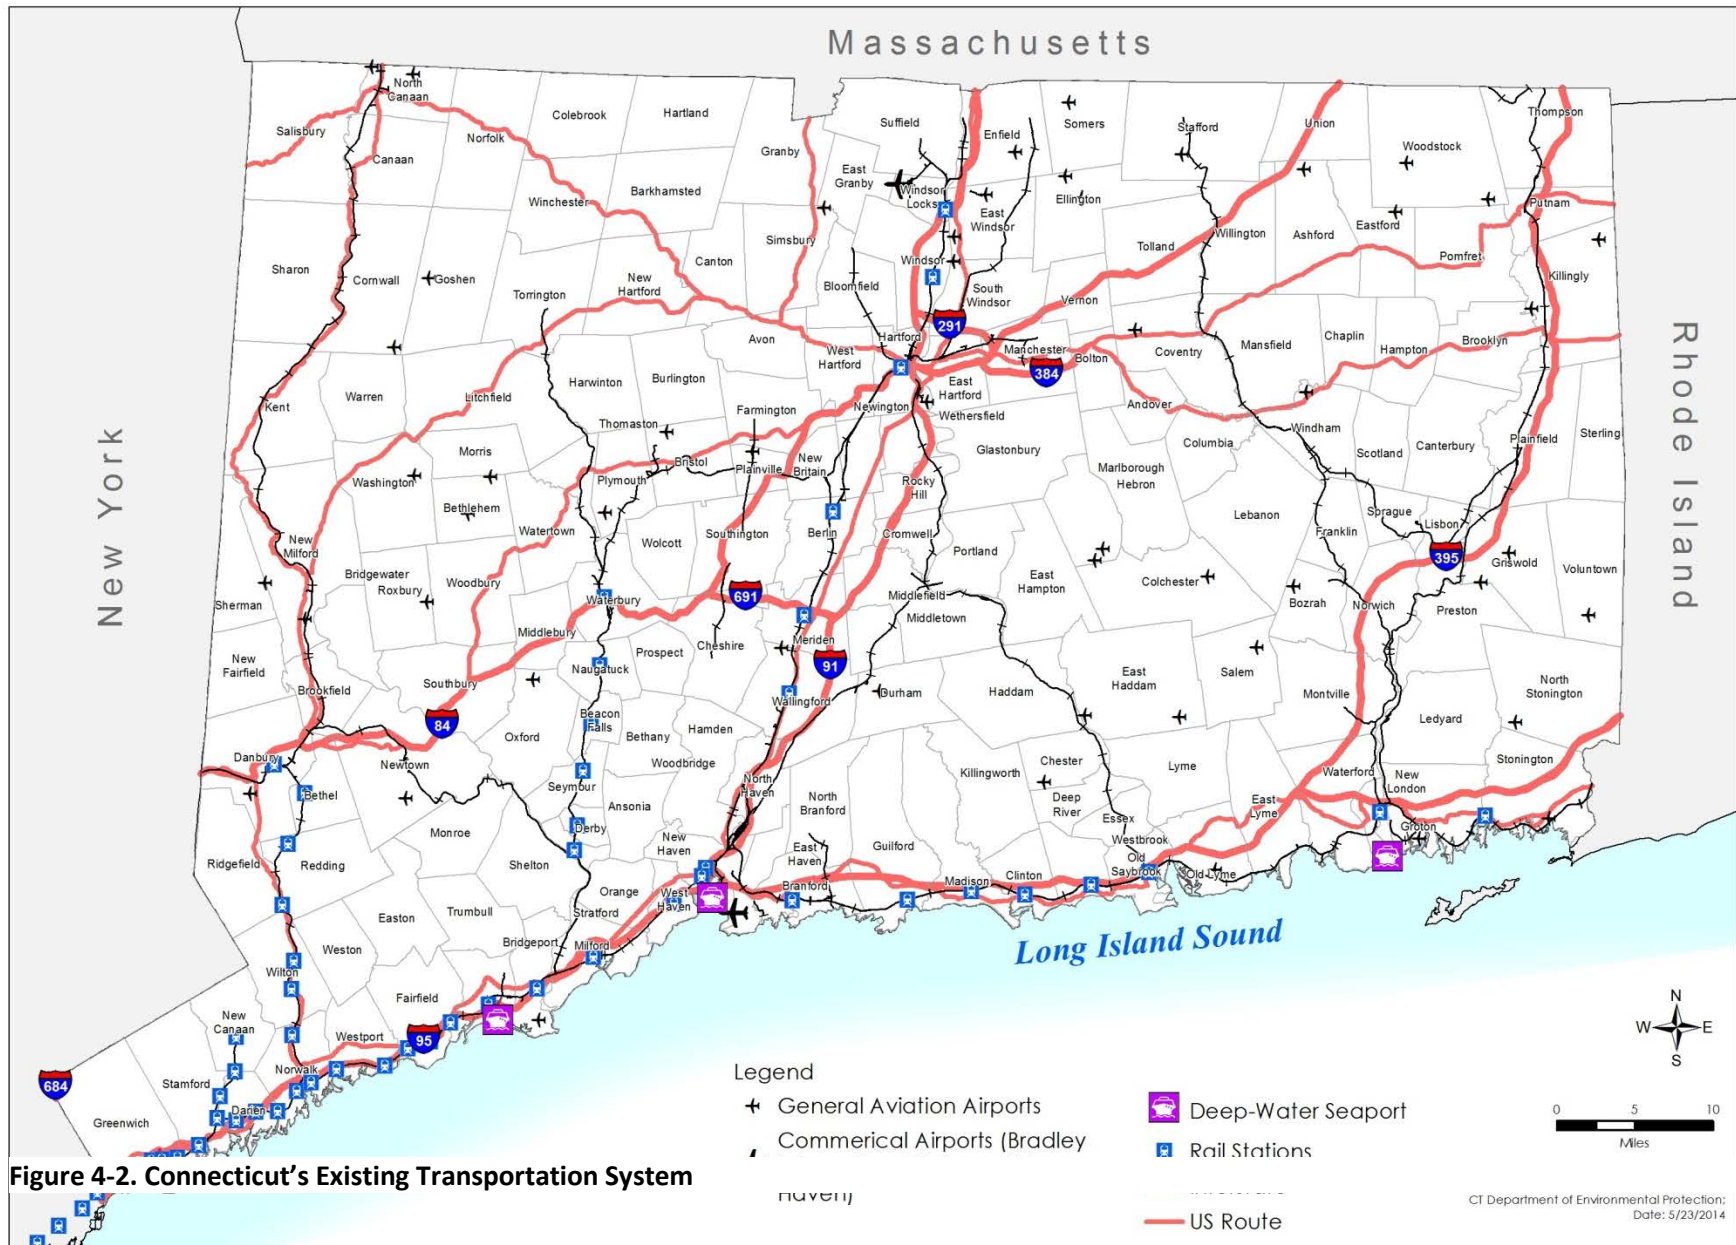 Massachusetts
New York
Rhode Island
North
Canaan
Salisbury
Canaan
Norfolk
Colebrook
Hartland
Granby
Suffield
East
Granby
Windsor
Locks
Enfield
Somers
Stafford
Union
Woodstock
Thompson
Winchester
Barkhamsted
Simsbury
East
Windsor
Ellington
Tolland
Willington
Ashford
Eastford
Putnam
Pomfret
Killingly
Sharon
Cornwall
Goshen
Torrington
New
Hartford
Canton
Bloomfield
Windsor
South
Windsor
Vernon
291
Avon
West
Hartford
Hartford
Manchester
384
Bolton
Coventry
Mansfield
Chaplin
Hampton
Brooklyn
Kent
Warren
Litchfield
Harwinton
Burlington
Farmington
Newington
East
Hartford
Wethersfield
Andover
Thomaston
Morris
Washington
Bethlehem
Plymouth
Bristol
Plainville
New
Britain
Rocky
Hill
Glastonbury
Marlborough
Hebron
Columbia
Windham
Scotland
Canterbury
Plainfield
Sterling
New
Milford
Bridgewater
Roxbury
Woodbury
Watertown
Wolcott
Southington
Berlin
Cromwell
Portland
East
Hampton
Colchester
Lebanon
Franklin
Sprague
Lisbon
395
Griswold
Voluntown
Sherman
Waterbury
691
Middlefield
Middletown
Bozrah
Norwich
Preston
New
Fairfield
Brookfield
Southbury
Middlebury
Naugatuck
Prospect
Cheshire
Meriden
91
Wallingford
Durham
Haddam
East
Haddam
Salem
Montville
Ledyard
North
Stonington
84
Oxford
Beacon
Falls
Bethany
Hamden
Woodbridge
Danbury
Bethel
Newtown
Seymour
Ansonia
North
Haven
North
Branford
Killingworth
Chester
Deep
River
Essex
Lyme
East
Lyme
Waterford
New
London
Groton
Stonington
Ridgefield
Redding
Monroe
Shelton
Derby
New
Haven
East
Haven
Guilford
Westbrook
Old
Saybrook
Old Lyme
Orange
West
Haven
Branford
Madison
Clinton
Easton
Trumbull
Stratford
Milford
Weston
Bridgeport
Wilton
Fairfield
Long Island Sound
New
Canaan
Westport
95
Norwalk
684
Stamford
Darien
Greenwich
N
W
E
S
Legend
General Aviation Airports
Commerical Airports (Bradley
Haven)
Deep-Water Seaport
Rail Stations
US Route
0 5 10
Miles
Figure 4-2. Connecticut’s Existing Transportation System
CT Department of Environmental Protection;
Date: 5/23/2014